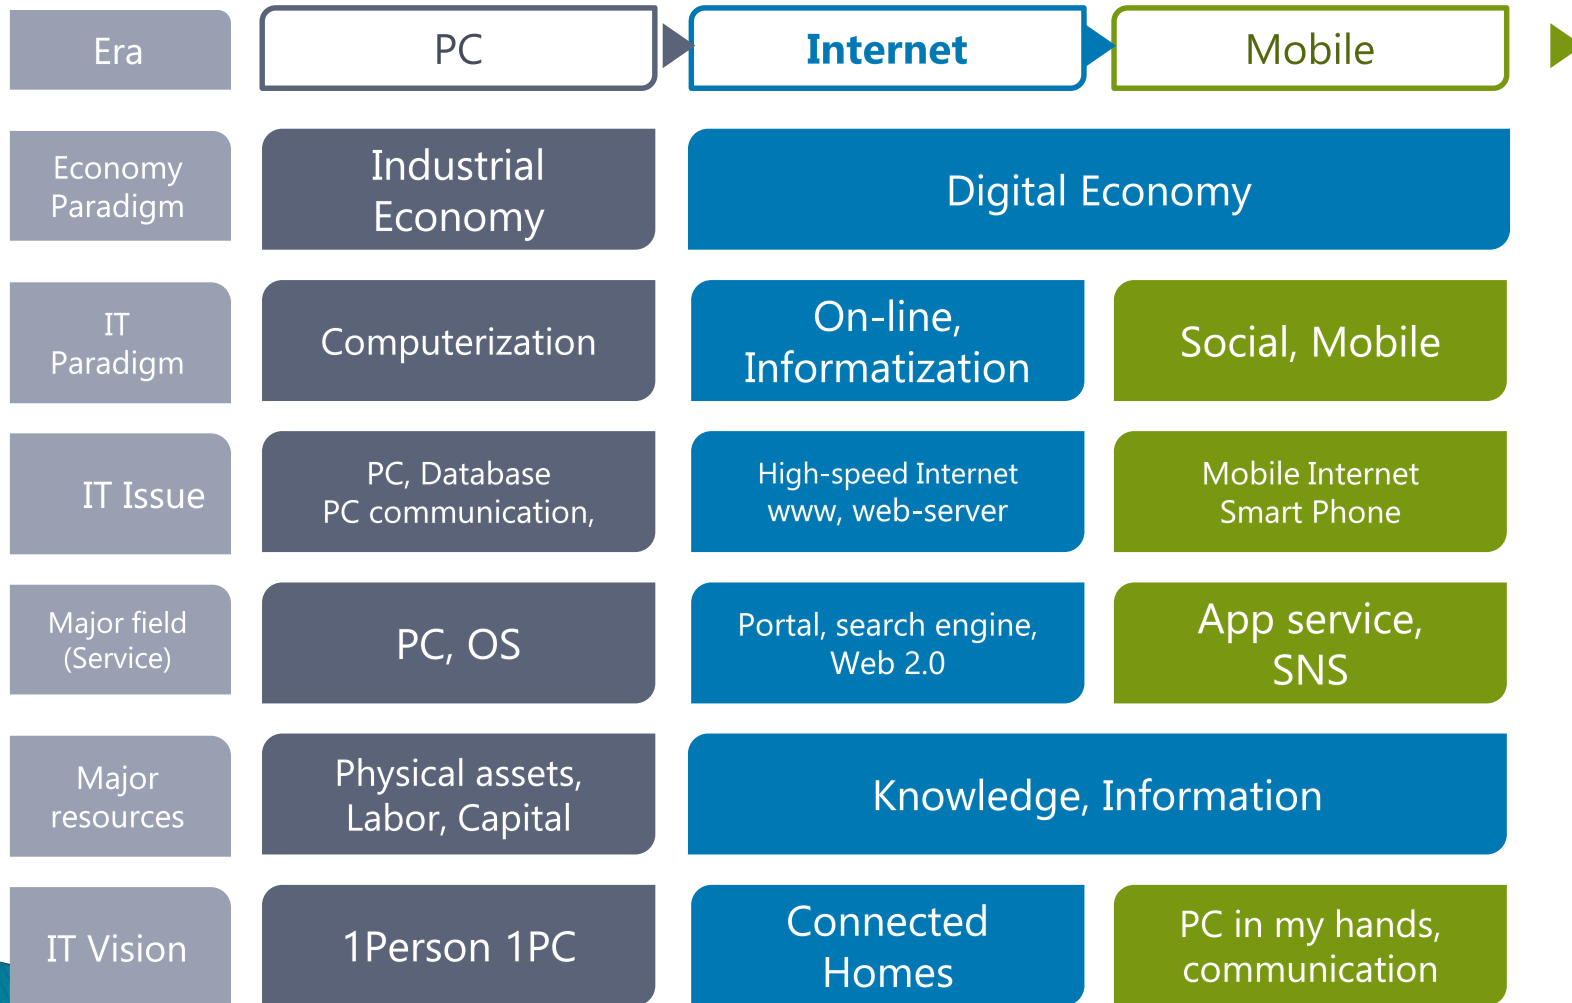 Era
PC
Internet
Mobile
Economy
Paradigm
Industrial
Economy
Digital Economy
IT
Paradigm
Computerization
On-line,
Informatization
Social, Mobile
IT Issue
PC, Database
PC communication,
High-speed Internet
www, web-server
Mobile Internet
Smart Phone
Major field
(Service)
PC, OS
Portal, search engine,
Web 2.0
App service,
SNS
Major
resources
Physical assets,
Labor, Capital
Knowledge, Information
IT Vision
1Person 1PC
Connected
Homes
PC in my hands,
communication